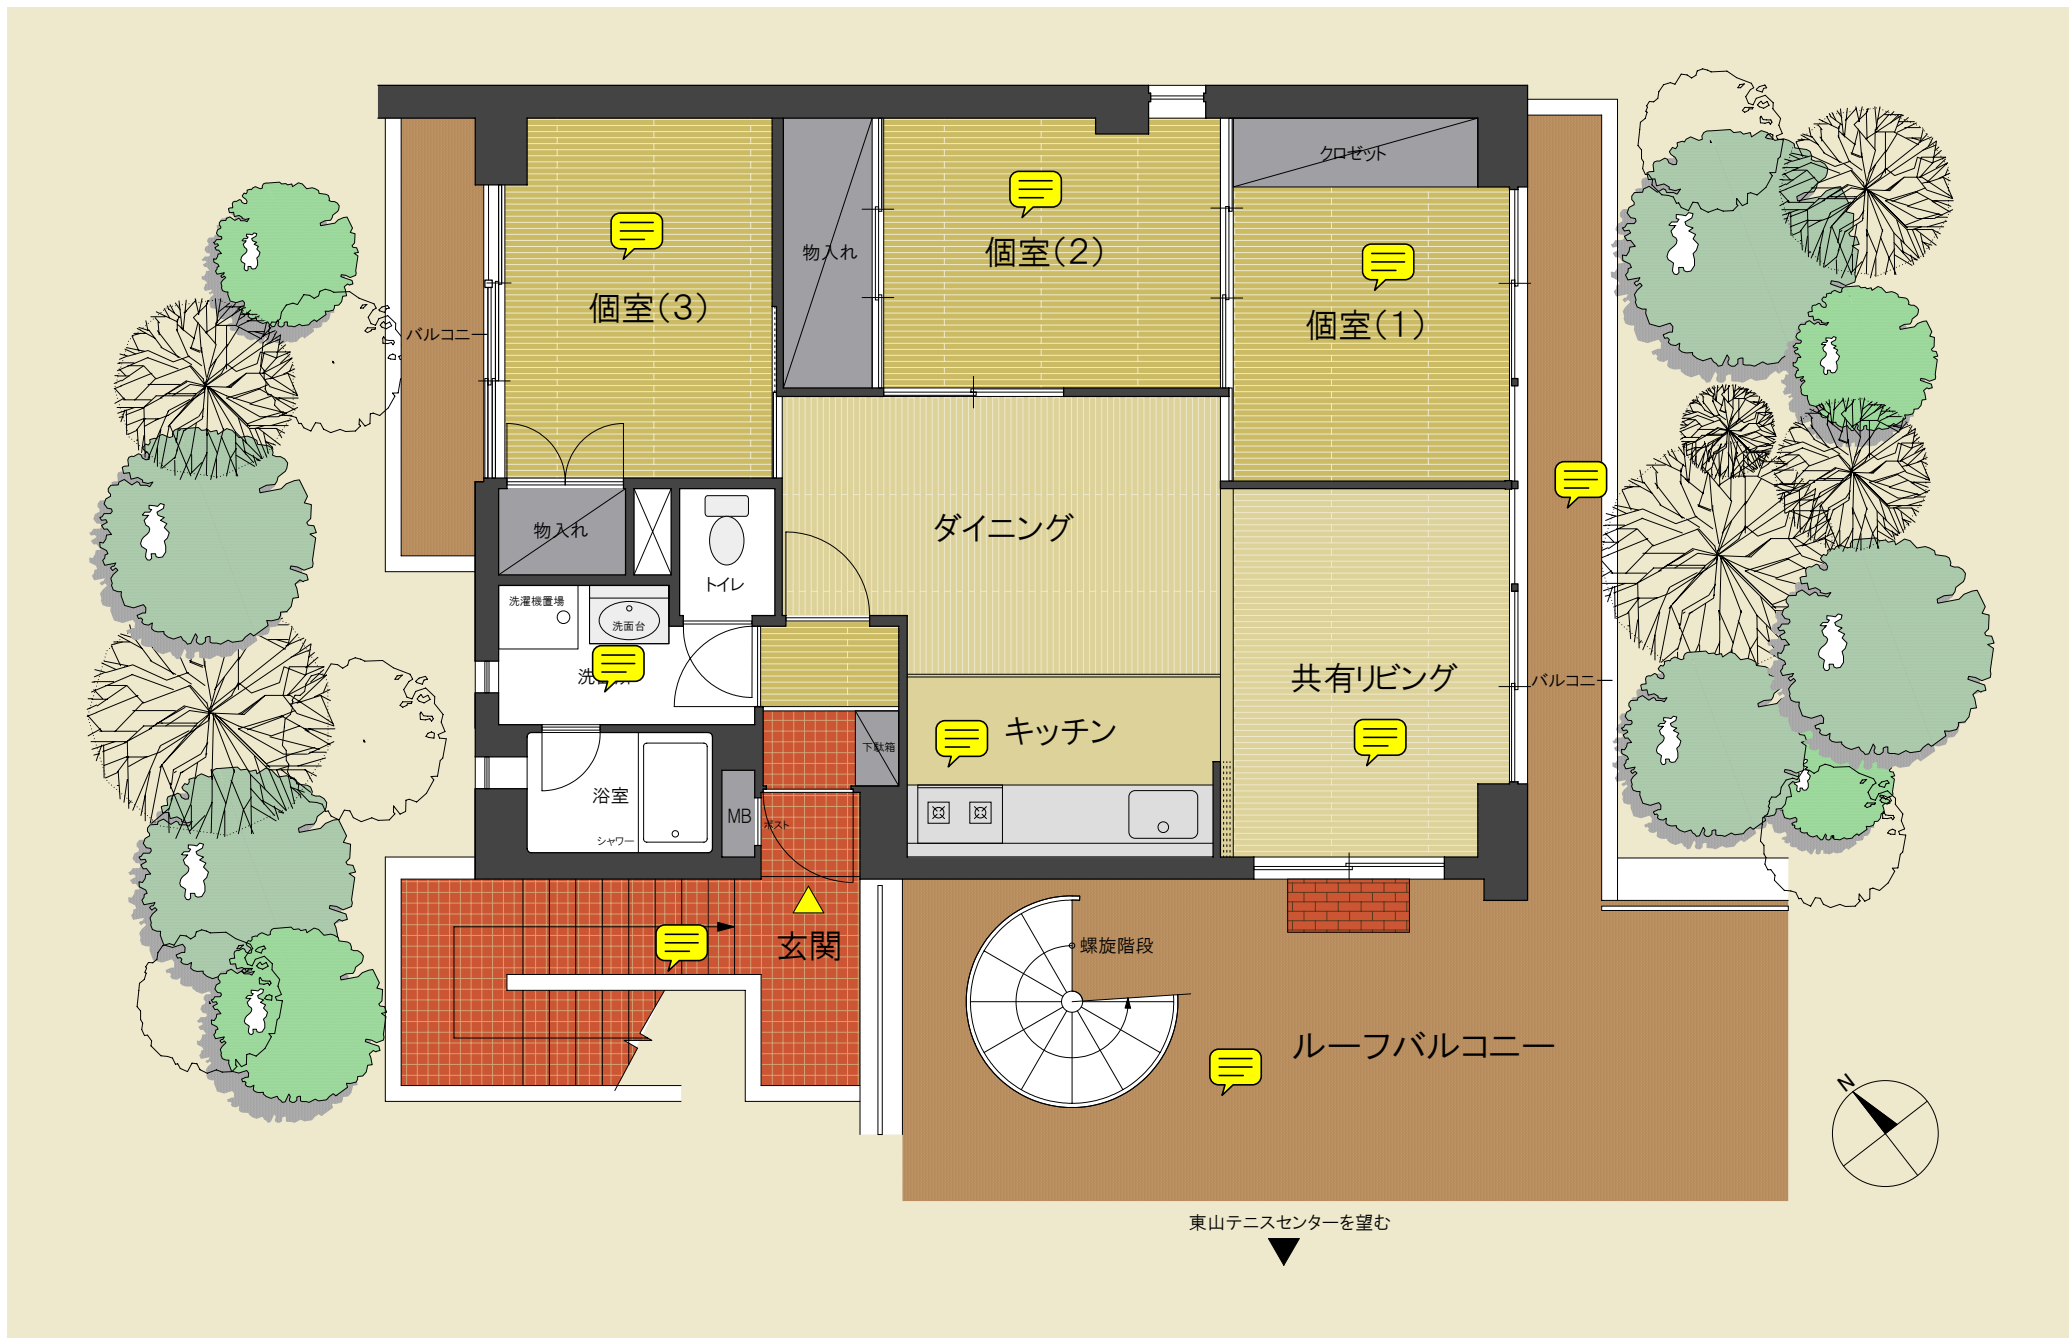 クロゼット
物入れ
個室（2）
個室（3）
個室（1）
バルコニー
ダイニング
物入れ
トイレ
洗濯機置場
洗面台
共有リビング
バルコニー
キッチン
下駄箱
浴室
シャワー
MB
ポスト
玄関
螺旋階段
ルーフバルコニー
N
東山テニスセンターを望む